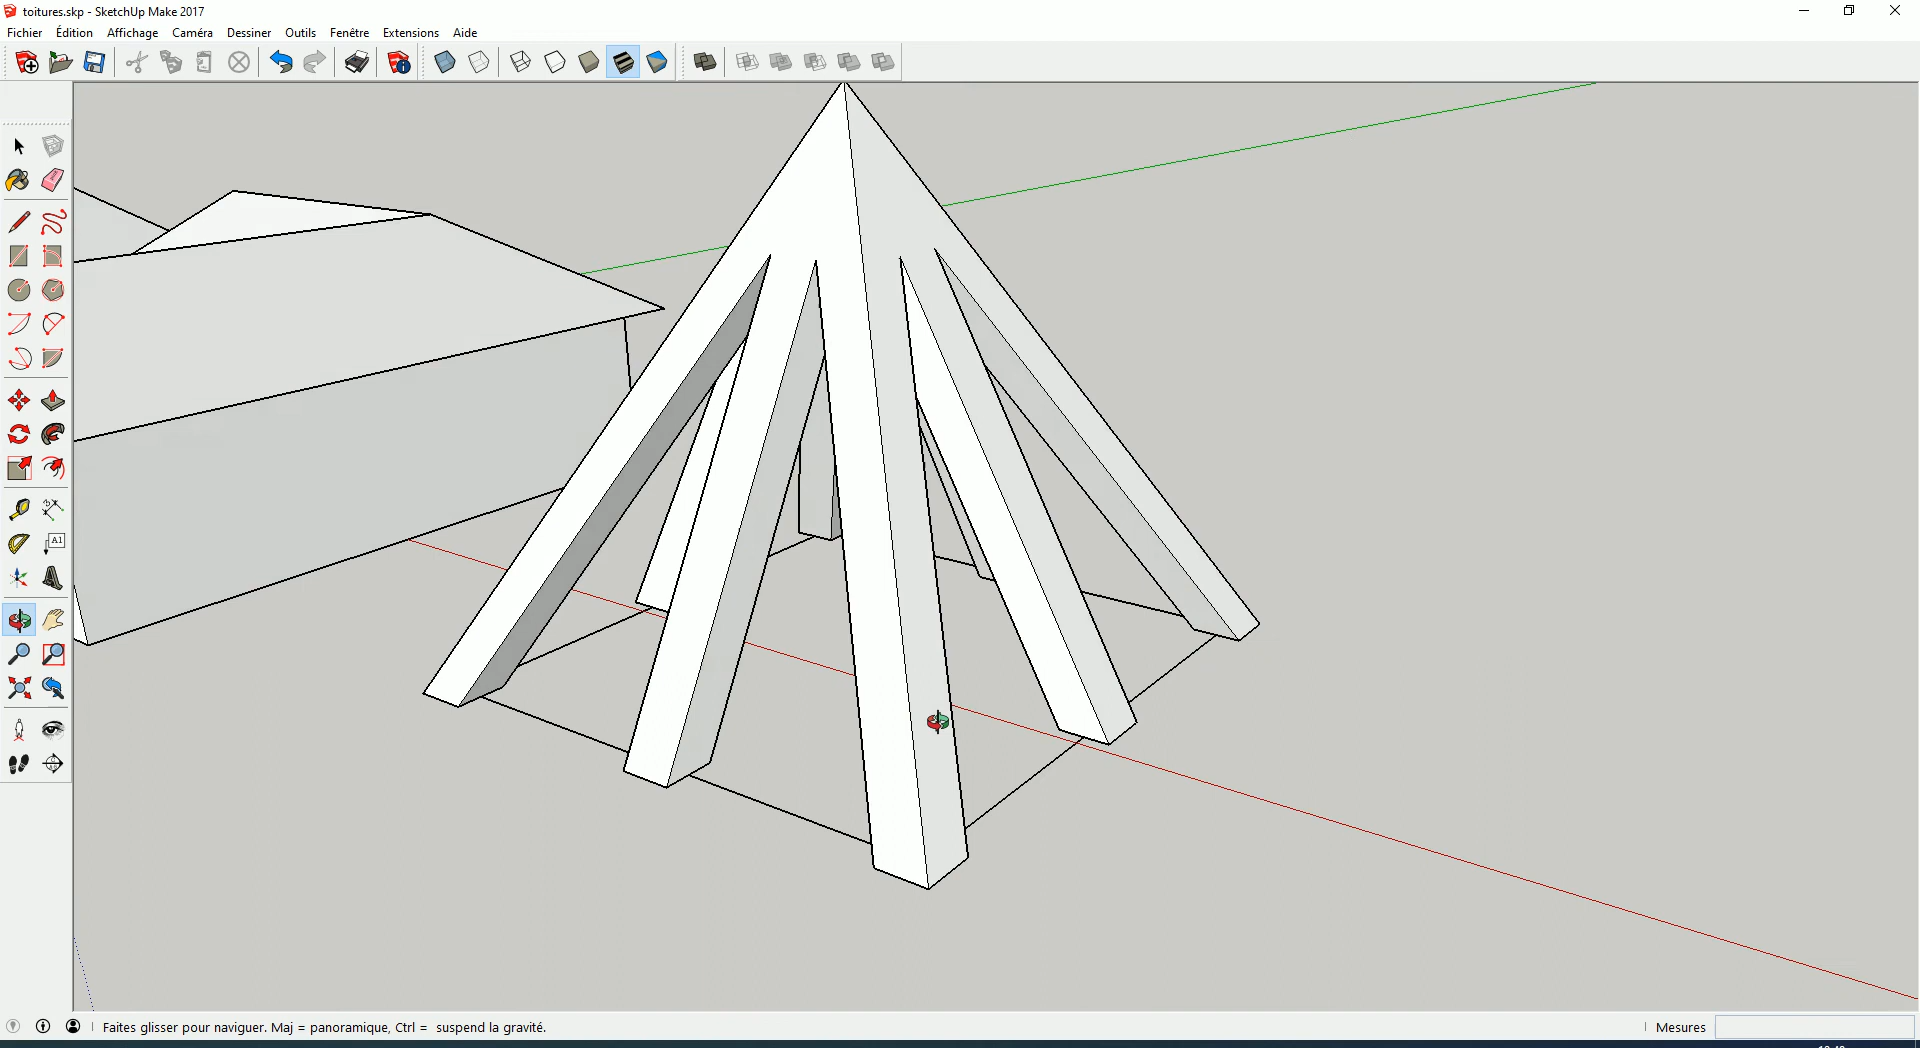 toitures.skp - SketchUp Make 2017
Fichier Édition Affichage Caméra Dessiner Outils Fenêtre Extensions Aide
A1
Faites glisser pour naviguer. Maj = panoramique, Ctrl = suspend la gravité.
Mesures